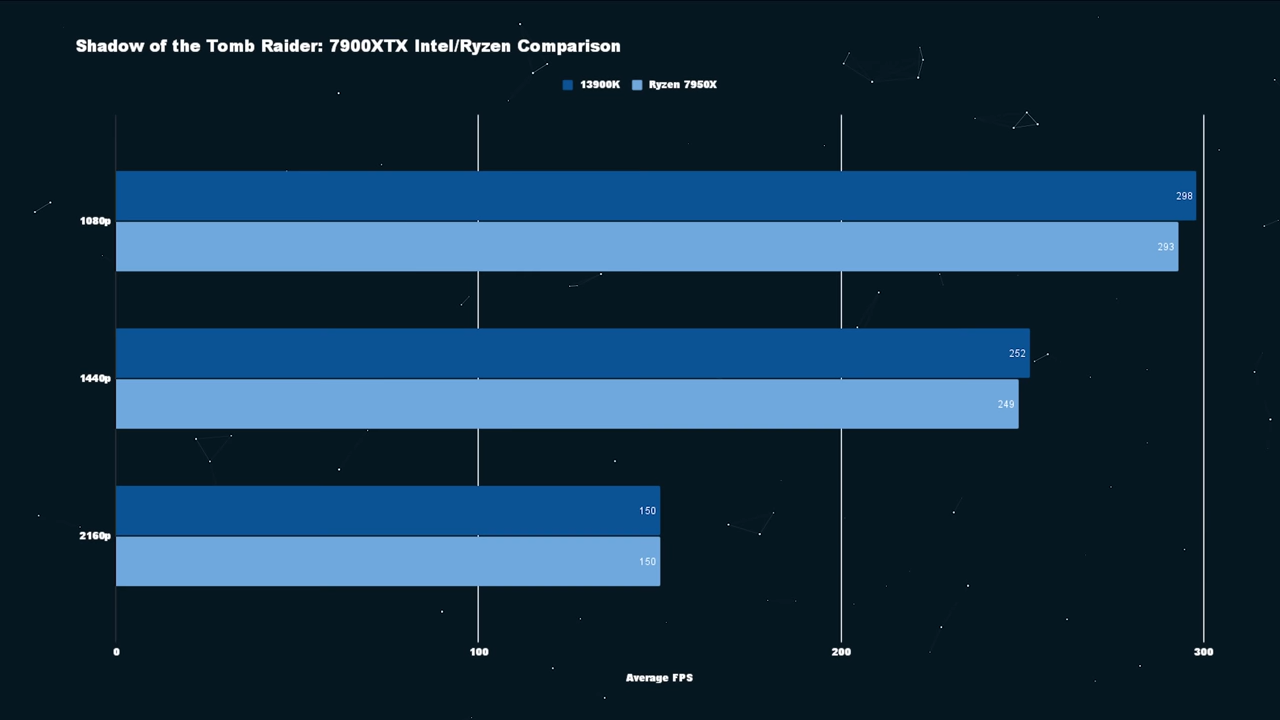 Shadow of the Tomb Raider: 7900XTX Intel/Ryzen Comparison
13900K Ryzen 7950X
298
1080p
293
252
1440p
249
150
2160p
150
0 100 200 300
Average FPS